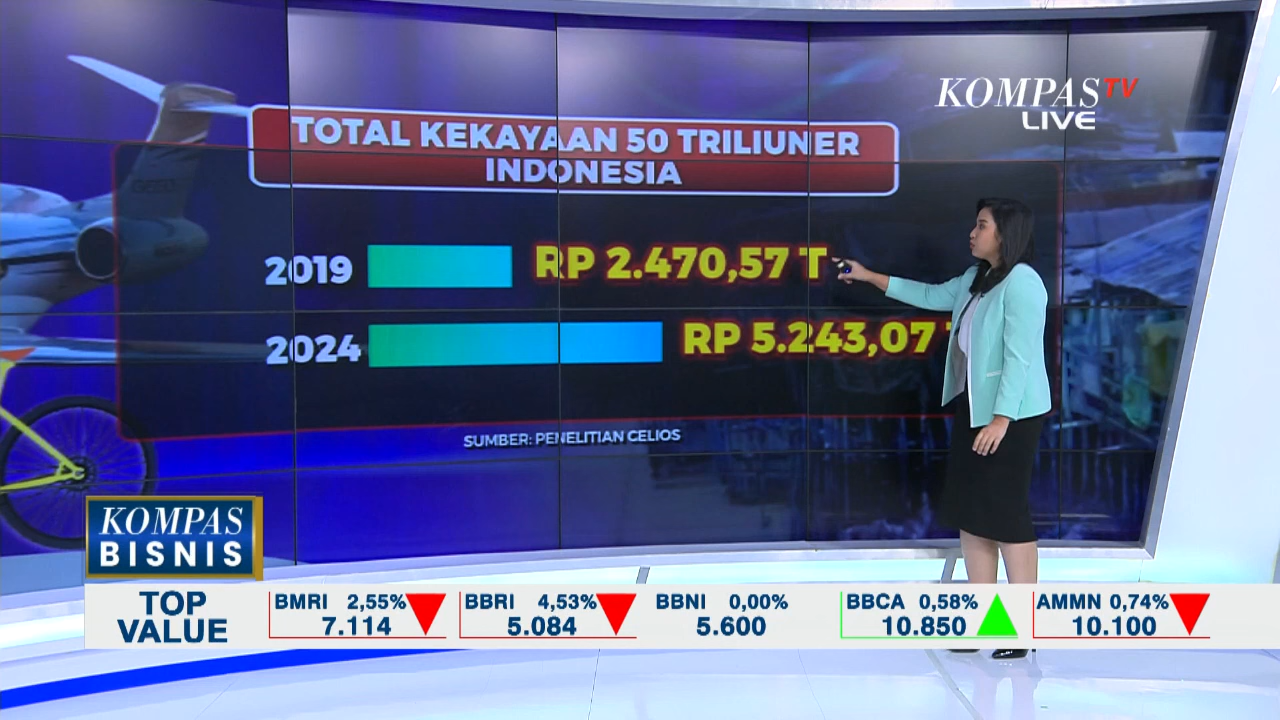 KOMPASTV
LIVE
TOTAL KEKAYAAN 50 TRILIUNER
INDONESIA
2019 RP 2.470,57 T
2024 RP 5.243,07
SUMBER: PENELITIAN CELIOS
KOMPAS
BISNIS
TOP
VALUE
BMRI 2,55%
7.114
BBRI 4,53%
5.084
BBNI 0,00%
5.600
BBCA 0,58%
10.850
AMMN 0,74%
10.100